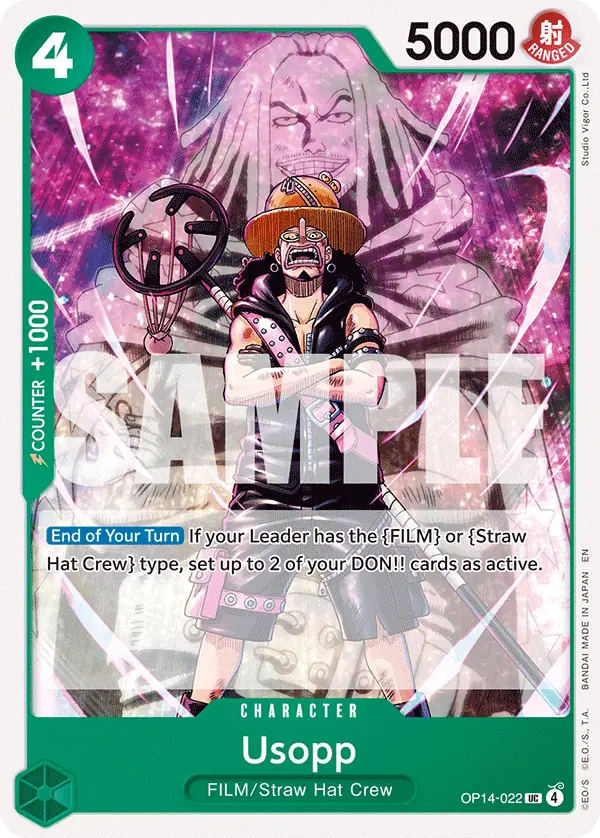 4
5000
射
RANGED
Studio Vigor Co.,Ltd
COUNTER +1000
SAMPLE
End of Your Turn If your Leader has the {FILM} or {Straw
Hat Crew} type, set up to 2 of your DON!! cards as active.
CHARACTER
Usopp
FILM/Straw Hat Crew
OP14-022 UC 4
©E.O/S ©E.O./S., T.A. BANDAI MADE IN JAPAN EN